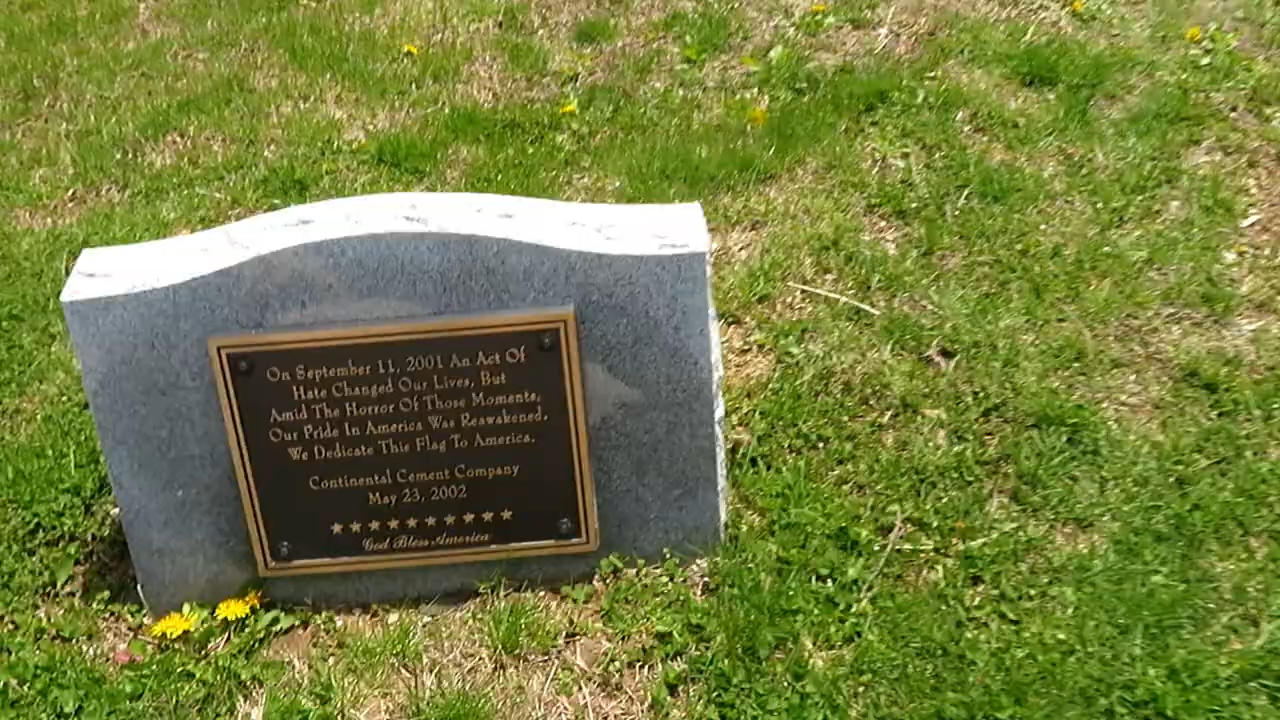 On September 11, 2001 An Act Of
Hate Changed Our Lives, But
Amid The Horror Of Those Moments,
Our Pride In America Was Reawakened.
We Dedicate This Flag To America.
Continental Cement Company
May 23, 2002
God Bless America